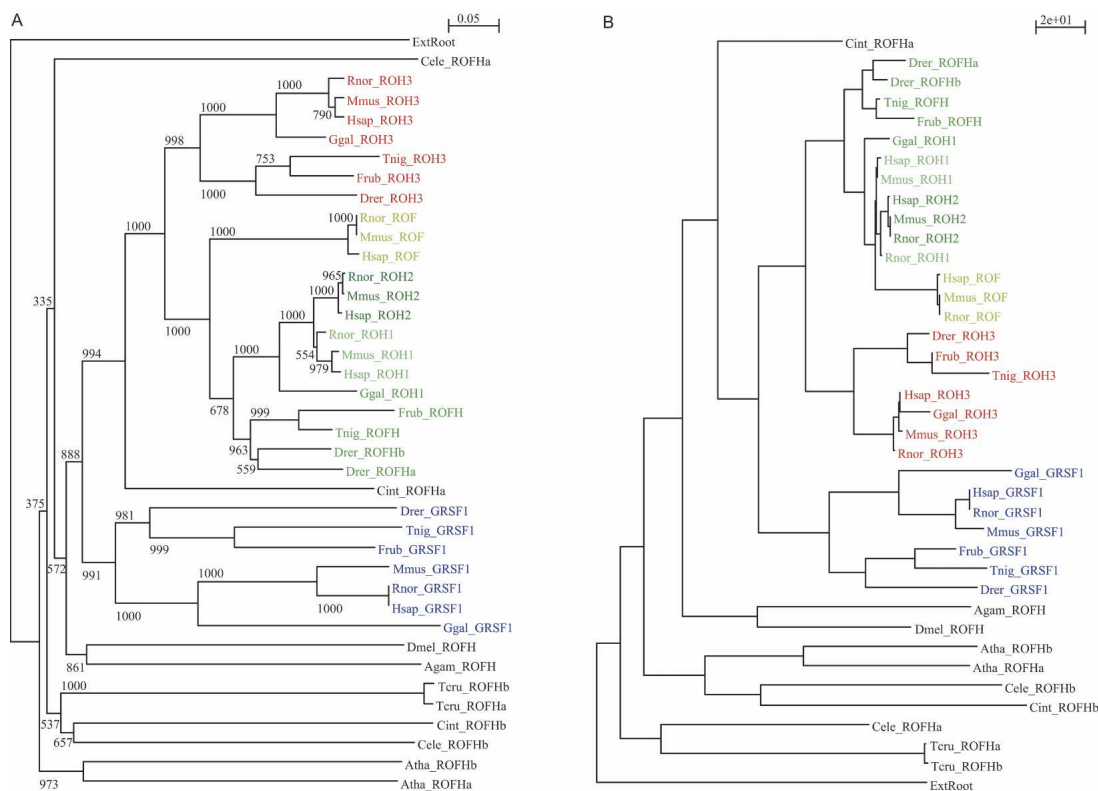 A
0.05
ExtRoot
Cele_ROFHa
Rnor_ROH3
1000
Mmus_ROH3
1000
790
Hsap_ROH3
998
Ggal_ROH3
753
Tnig_ROH3
Frub_ROH3
1000
Drer_ROH3
1000
Rnor_ROF
1000
1000
Mmus_ROF
Hsap_ROF
965
Rnor_ROH2
1000
Mmus_ROH2
335
1000
Hsap_ROH2
1000
Rnor_ROH1
994
1000
554
Mmus_ROH1
979
Hsap_ROH1
Ggal_ROH1
678
999
Frub_ROFH
Tnig_ROFH
963
Drer_ROFHb
888
559
Drer_ROFHa
Cint_ROFHa
375
981
Drer_GRSF1
Tnig_GRSF1
999
Frub_GRSF1
572
991
1000
Mmus_GRSF1
Rnor_GRSF1
1000
1000
Hsap_GRSF1
Ggal_GRSF1
Dmel_ROFH
861
Agam_ROFH
1000
Tcru_ROFHb
Tcru_ROFHa
537
Cint_ROFHb
657
Cele_ROFHb
Atha_ROFHb
973
Atha_ROFHa
B
2e+01
Cint_ROFHa
Drer_ROFHa
Drer_ROFHb
Tnig_ROFH
Frub_ROFH
Ggal_ROH1
Hsap_ROH1
Mmus_ROH1
Hsap_ROH2
Mmus_ROH2
Rnor_ROH2
Rnor_ROH1
Hsap_ROF
Mmus_ROF
Rnor_ROF
Drer_ROH3
Frub_ROH3
Tnig_ROH3
Hsap_ROH3
Ggal_ROH3
Mmus_ROH3
Rnor_ROH3
Ggal_GRSF1
Hsap_GRSF1
Rnor_GRSF1
Mmus_GRSF1
Frub_GRSF1
Tnig_GRSF1
Drer_GRSF1
Agam_ROFH
Dmel_ROFH
Atha_ROFHb
Atha_ROFHa
Cele_ROFHb
Cint_ROFHb
Cele_ROFHa
Tcru_ROFHa
Tcru_ROFHb
ExtRoot